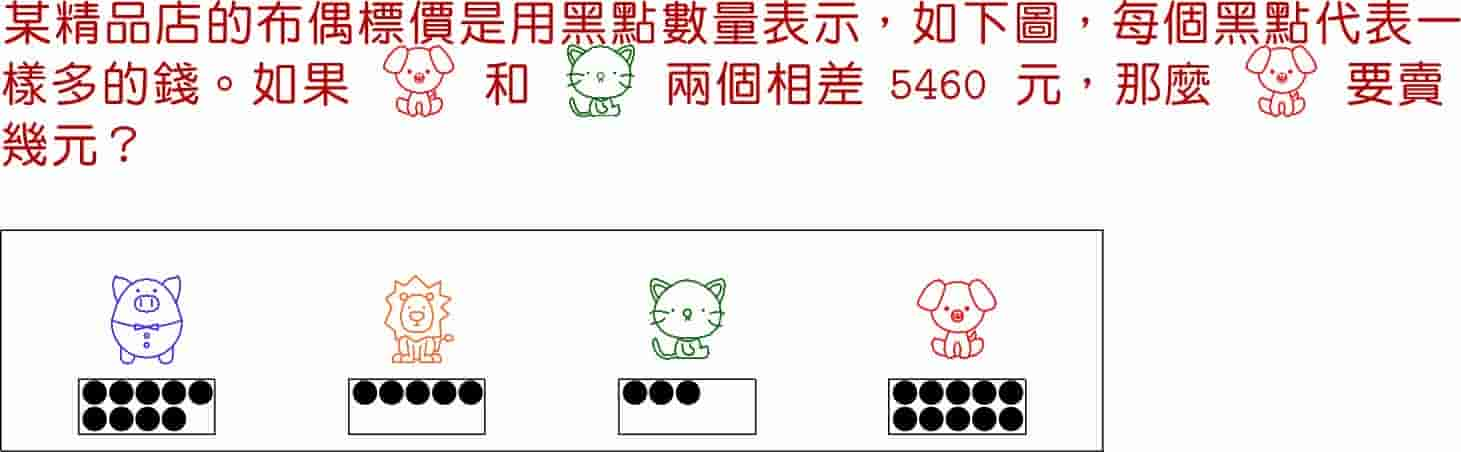 某精品店的布偶標價是用黑點數量表示，如下圖，每個黑點代表一
樣多的錢。如果 和 兩個相差 5460 元，那麼 要賣
幾元？